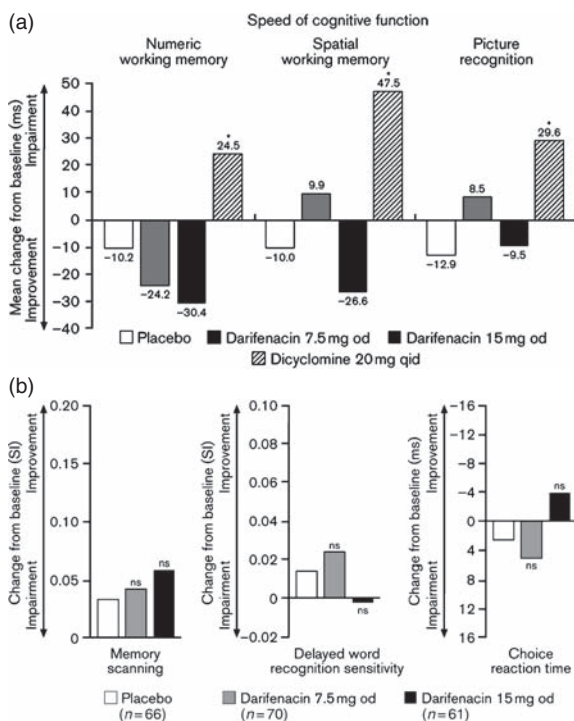 (a)
Speed of cognitive function
Numeric working memory
Spatial working memory
Picture recognition
Mean change from baseline (ms)
Improvement
Impairment
50
40
30
20
10
0
−10
−20
−30
−40
−10.2
−24.2
−30.4
*
24.5
−10.0
9.9
−26.6
*
47.5
−12.9
8.5
−9.5
*
29.6
Placebo
Darifenacin 7.5 mg od
Darifenacin 15 mg od
Dicyclomine 20 mg qid
(b)
Change from baseline (SI)
Impairment
Improvement
0.20
0.15
0.10
0.05
0
ns
ns
Memory
scanning
Change from baseline (SI)
Impairment
Improvement
0.10
0.08
0.06
0.04
0.02
0
−0.02
ns
ns
Delayed word
recognition sensitivity
Change from baseline (ms)
Impairment
Improvement
−16
−12
−8
−4
0
4
8
12
16
ns
ns
Choice
reaction time
Placebo
(n=66)
Darifenacin 7.5 mg od
(n=70)
Darifenacin 15 mg od
(n=61)